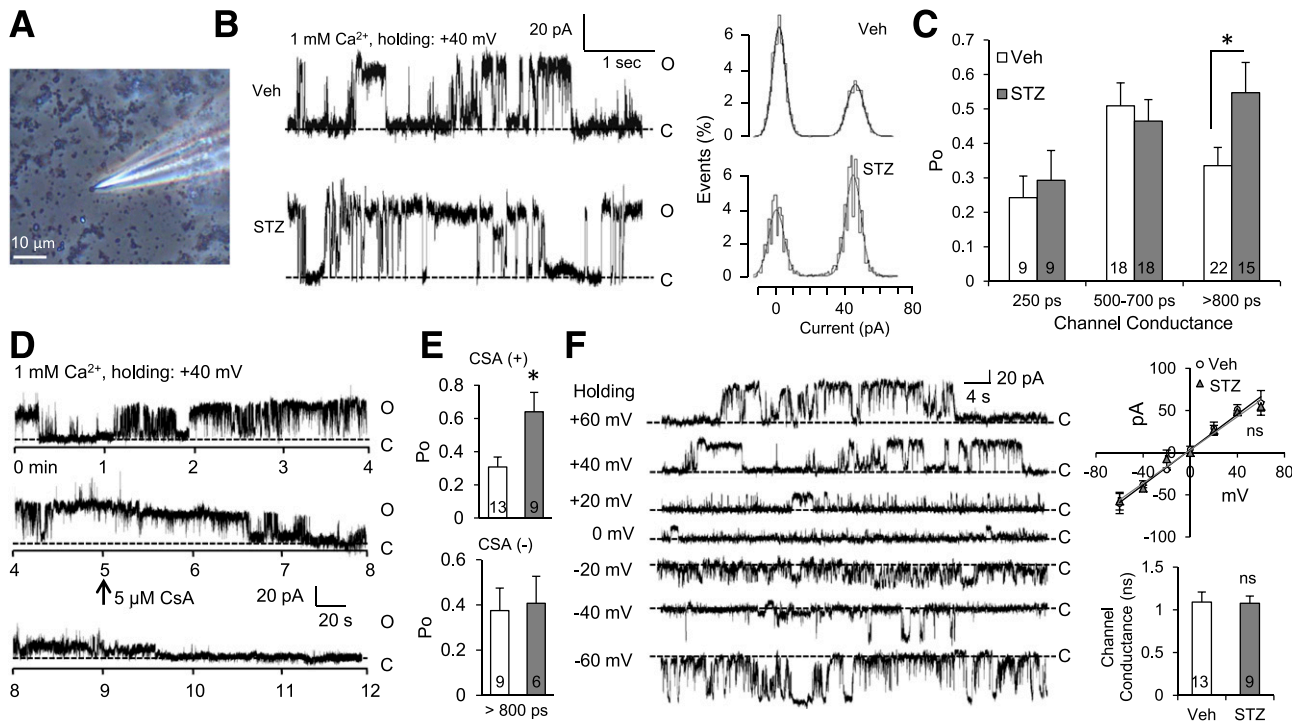 A
10 µm
B
1 mM Ca²⁺, holding: +40 mV
20 pA
1 sec
Veh
O
C
STZ
O
C
Events (%)
6
4
2
0
Veh
6
4
2
0
STZ
0 40 80
Current (pA)
C
0.7
0.6
0.5
0.4
0.3
0.2
0.1
0
Po
Veh
STZ
*
9 9 18 18 22 15
250 ps 500-700 ps >800 ps
Channel Conductance
D
1 mM Ca²⁺, holding: +40 mV
O
C
0 min 1 2 3 4
O
C
4 5 6 7 8
5 µM CsA
20 pA
20 s
O
C
8 9 10 11 12
E
CSA (+)
0.8
0.6
0.4
0.2
0
Po
*
13 9
CSA (-)
0.6
0.4
0.2
0
Po
9 6
> 800 ps
F
Holding
20 pA
4 s
+60 mV C
+40 mV C
+20 mV C
0 mV C
-20 mV C
-40 mV C
-60 mV C
Veh
STZ
100
50
0
-50
-100
pA
ns
-80 -40 0 40 80
mV
Channel
Conductance (ns)
1.5
1
0.5
0
ns
13 9
Veh STZ